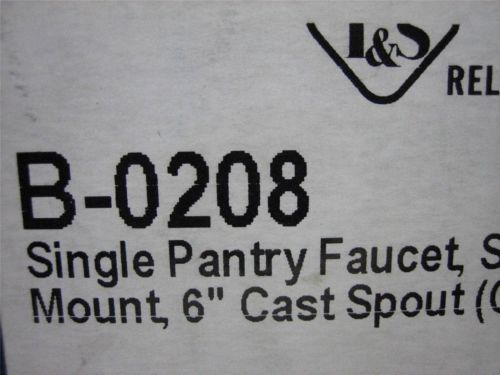 T&S
REL
B-0208
Single Pantry Faucet, S
Mount, 6" Cast Spout (